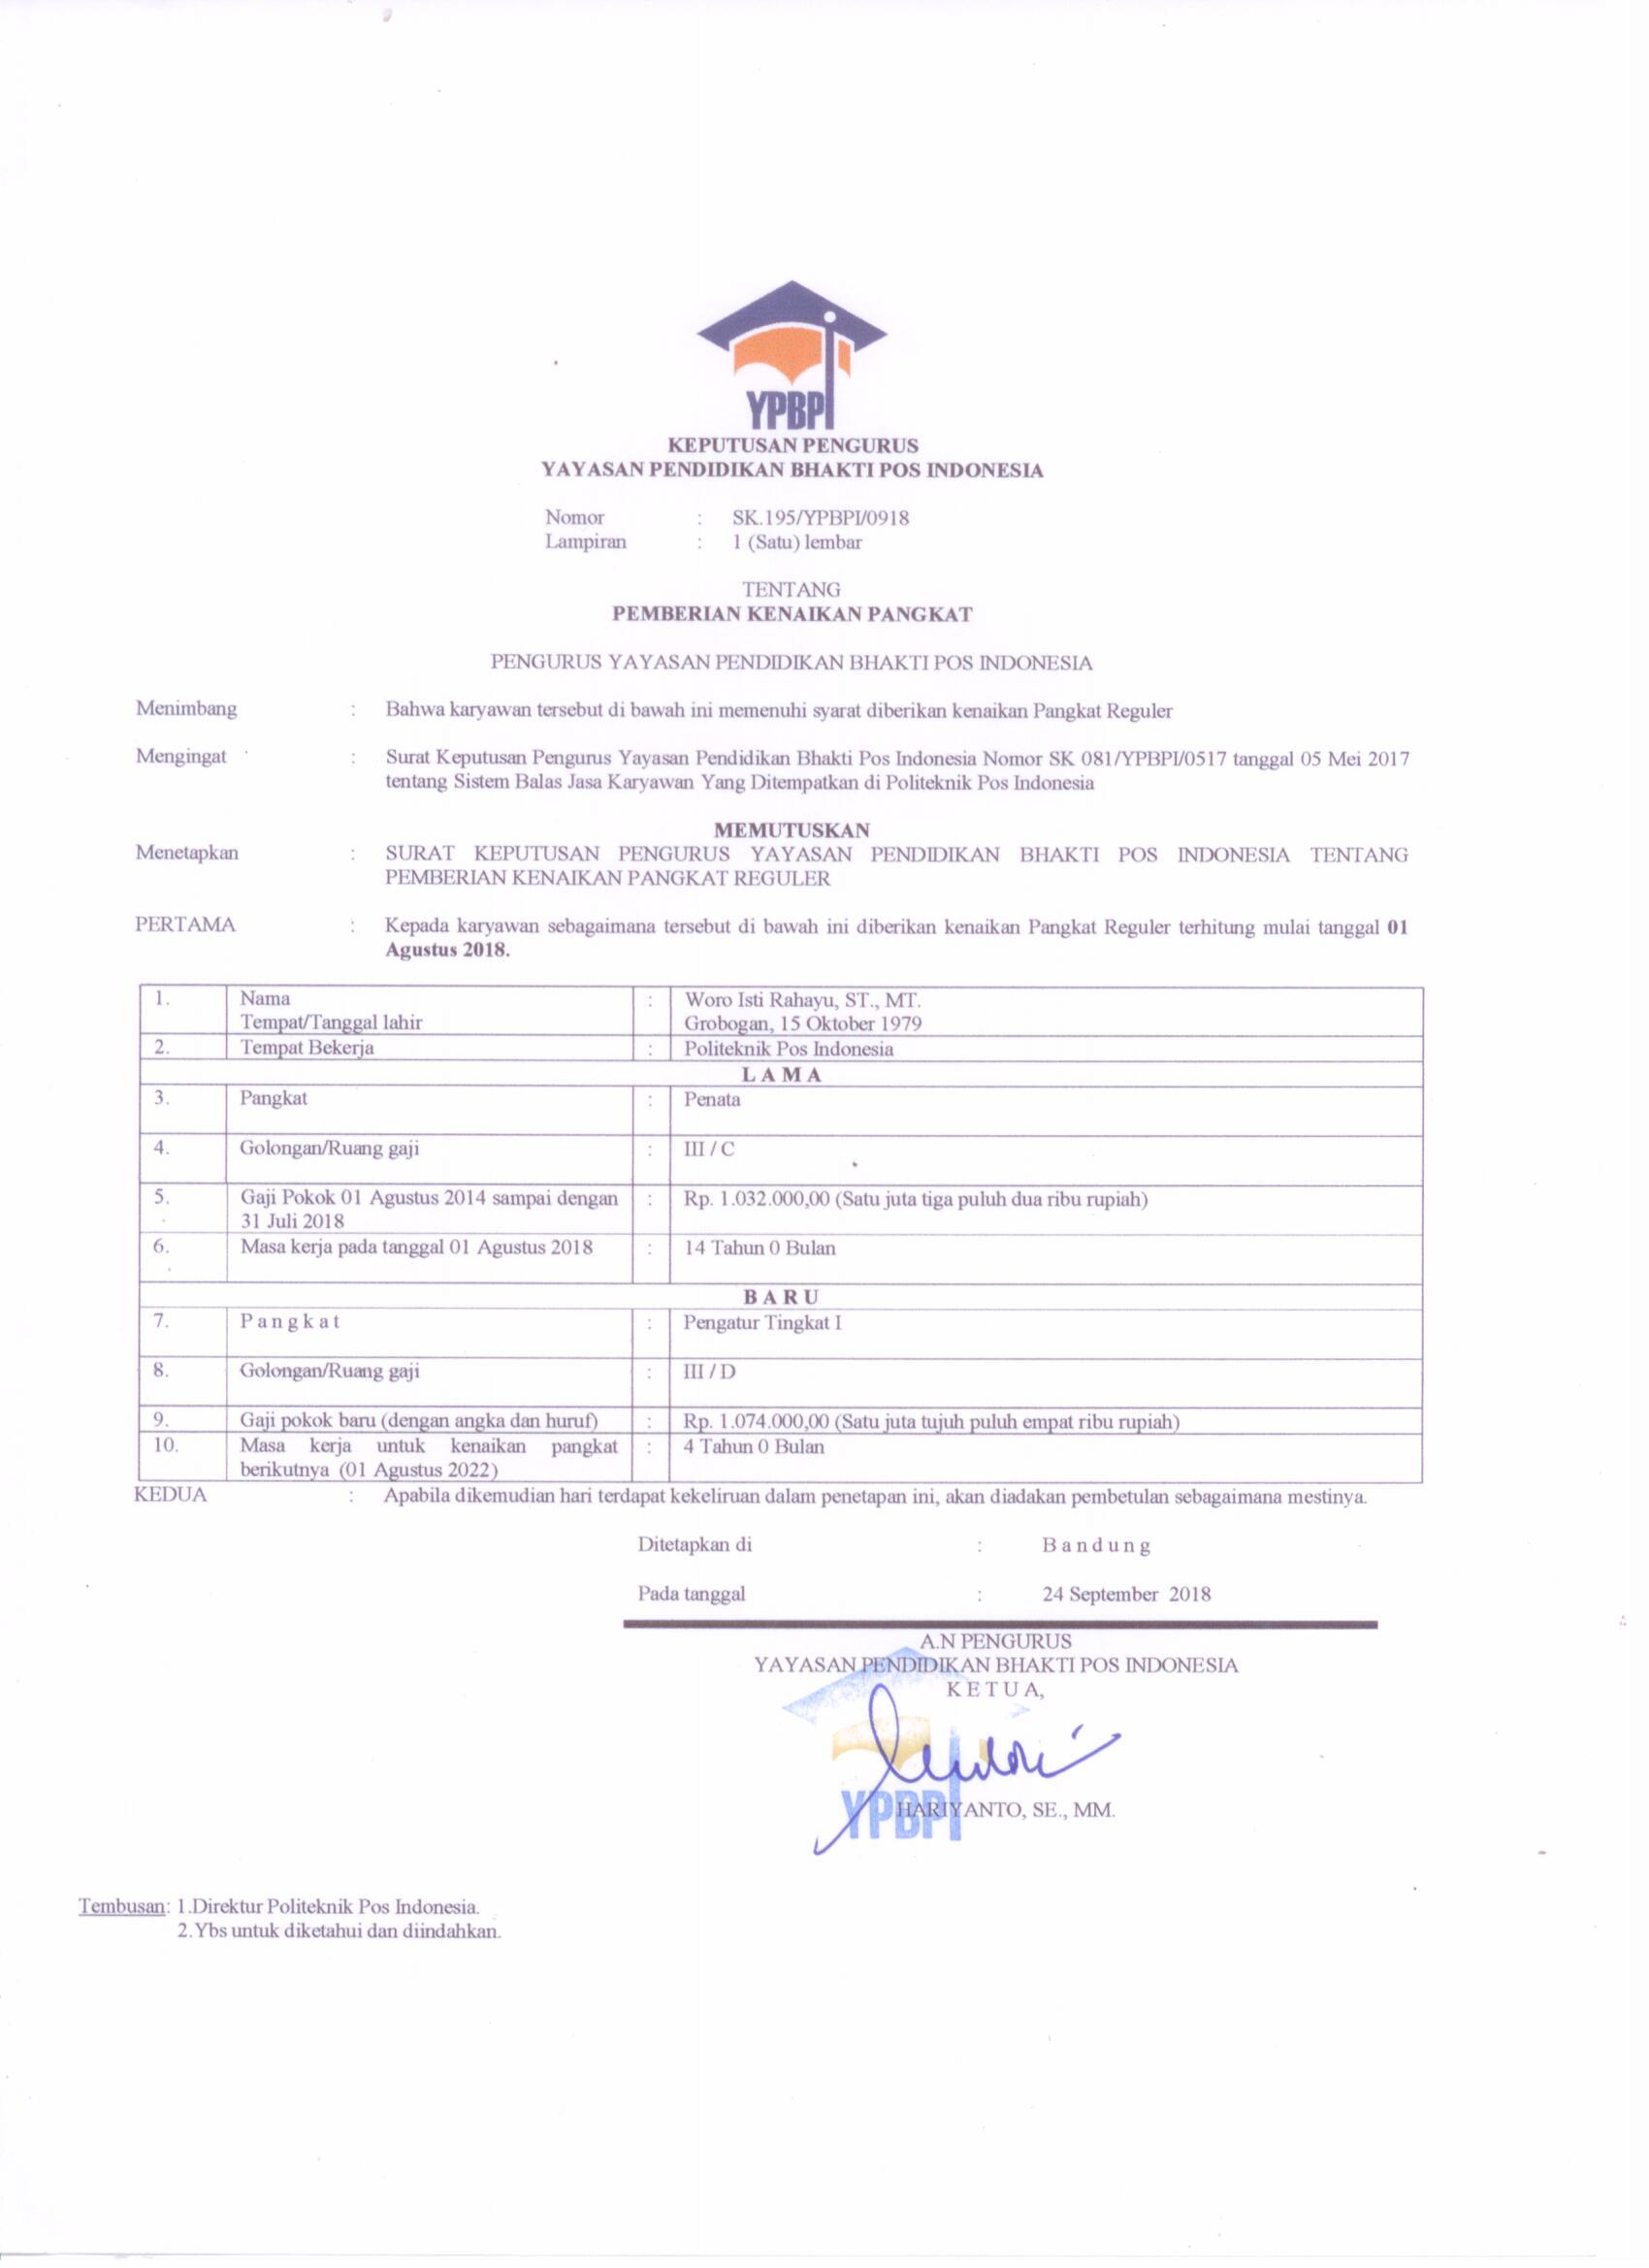 YPBPI
KEPUTUSAN PENGURUS
YAYASAN PENDIDIKAN BHAKTI POS INDONESIA
Nomor : SK.195/YPBPI/0918
Lampiran : 1 (Satu) lembar
TENTANG
PEMBERIAN KENAIKAN PANGKAT
PENGURUS YAYASAN PENDIDIKAN BHAKTI POS INDONESIA
Menimbang : Bahwa karyawan tersebut di bawah ini memenuhi syarat diberikan kenaikan Pangkat Reguler
Mengingat : Surat Keputusan Pengurus Yayasan Pendidikan Bhakti Pos Indonesia Nomor SK 081/YPBPI/0517 tanggal 05 Mei 2017
tentang Sistem Balas Jasa Karyawan Yang Ditempatkan di Politeknik Pos Indonesia
MEMUTUSKAN
Menetapkan : SURAT KEPUTUSAN PENGURUS YAYASAN PENDIDIKAN BHAKTI POS INDONESIA TENTANG
PEMBERIAN KENAIKAN PANGKAT REGULER
PERTAMA : Kepada karyawan sebagaimana tersebut di bawah ini diberikan kenaikan Pangkat Reguler terhitung mulai tanggal 01
Agustus 2018.
1. Nama : Woro Isti Rahayu, ST., MT.
Tempat/Tanggal lahir Grobogan, 15 Oktober 1979
2. Tempat Bekerja : Politeknik Pos Indonesia
L A M A
3. Pangkat : Penata
4. Golongan/Ruang gaji : III / C
5. Gaji Pokok 01 Agustus 2014 sampai dengan : Rp. 1.032.000,00 (Satu juta tiga puluh dua ribu rupiah)
31 Juli 2018
6. Masa kerja pada tanggal 01 Agustus 2018 : 14 Tahun 0 Bulan
B A R U
7. P a n g k a t : Pengatur Tingkat I
8. Golongan/Ruang gaji : III / D
9. Gaji pokok baru (dengan angka dan huruf) : Rp. 1.074.000,00 (Satu juta tujuh puluh empat ribu rupiah)
10. Masa kerja untuk kenaikan pangkat : 4 Tahun 0 Bulan
berikutnya (01 Agustus 2022)
KEDUA : Apabila dikemudian hari terdapat kekeliruan dalam penetapan ini, akan diadakan pembetulan sebagaimana mestinya.
Ditetapkan di : B a n d u n g
Pada tanggal : 24 September 2018
A.N PENGURUS
YAYASAN PENDIDIKAN BHAKTI POS INDONESIA
K E T U A,
YPBPI
HARIYANTO, SE., MM.
Tembusan: 1.Direktur Politeknik Pos Indonesia.
2.Ybs untuk diketahui dan diindahkan.